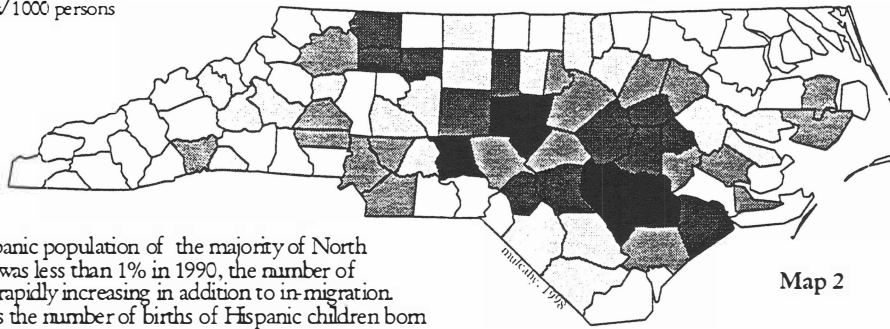 /1000 persons
panic population of the majority of North
was less than 1% in 1990, the number of
rapidly increasing in addition to in-migration.
s the number of births of Hispanic children born
mulcahy, 1998
Map 2